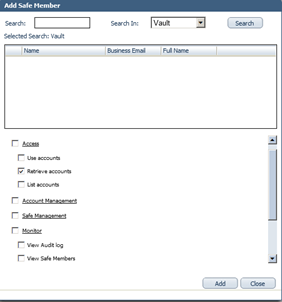 Add Safe Member
Search: Search In: Vault Search
Selected Search: Vault
Name Business Email Full Name
Access
Use accounts
Retrieve accounts
List accounts
Account Management
Safe Management
Monitor
View Audit log
View Safe Members
Add Close